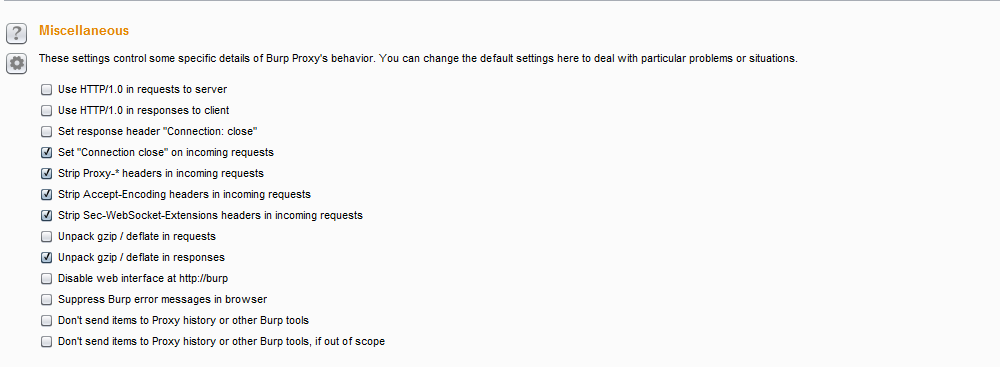 ?
Miscellaneous
These settings control some specific details of Burp Proxy's behavior. You can change the default settings here to deal with particular problems or situations.
Use HTTP/1.0 in requests to server
Use HTTP/1.0 in responses to client
Set response header "Connection: close"
Set "Connection close" on incoming requests
Strip Proxy-* headers in incoming requests
Strip Accept-Encoding headers in incoming requests
Strip Sec-WebSocket-Extensions headers in incoming requests
Unpack gzip / deflate in requests
Unpack gzip / deflate in responses
Disable web interface at http://burp
Suppress Burp error messages in browser
Don't send items to Proxy history or other Burp tools
Don't send items to Proxy history or other Burp tools, if out of scope